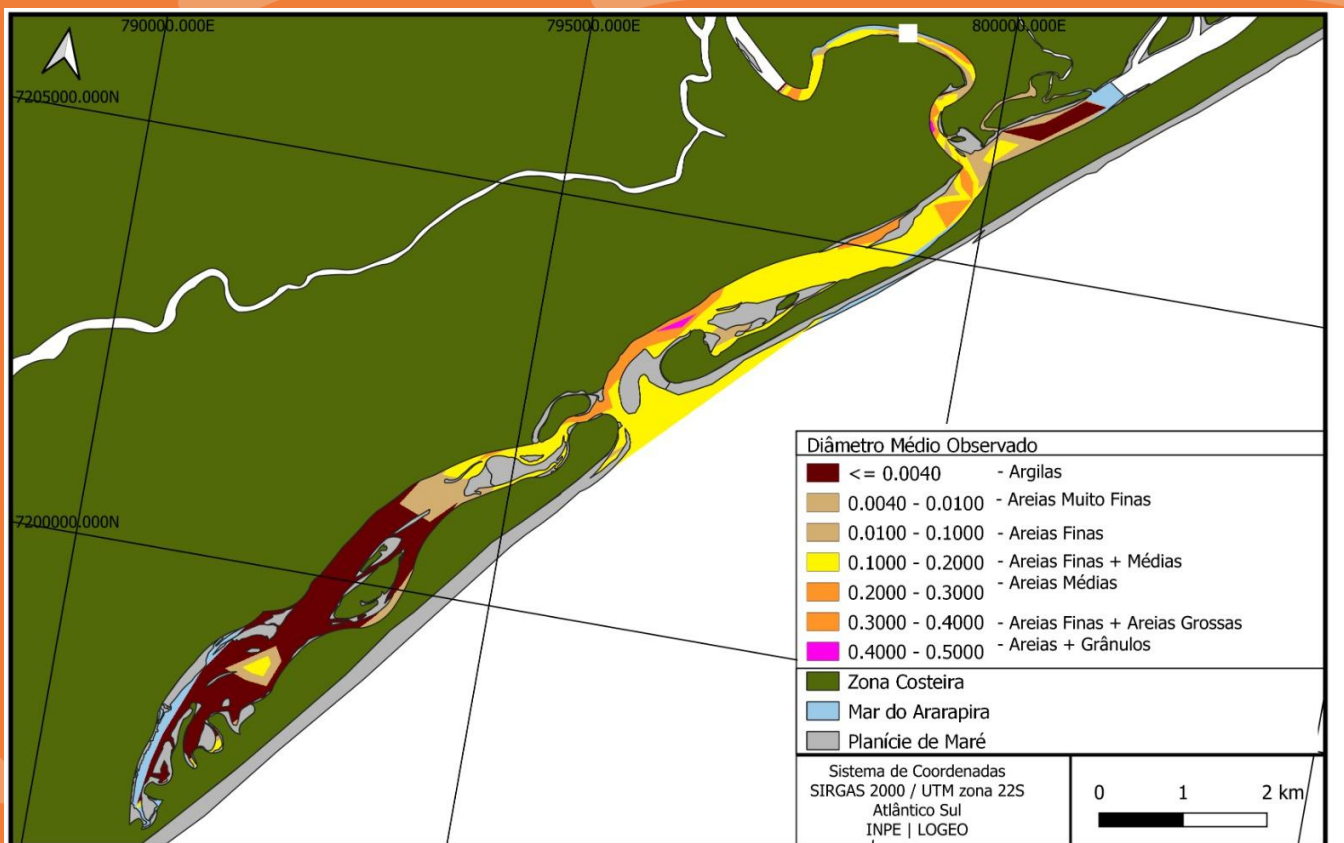 790000.000E
795000.000E
800000.000E
7205000.000N
7200000.000N
Diâmetro Médio Observado
<= 0.0040 - Argilas
0.0040 - 0.0100 - Areias Muito Finas
0.0100 - 0.1000 - Areias Finas
0.1000 - 0.2000 - Areias Finas + Médias
0.2000 - 0.3000 - Areias Médias
0.3000 - 0.4000 - Areias Finas + Areias Grossas
0.4000 - 0.5000 - Areias + Grânulos
Zona Costeira
Mar do Ararapira
Planície de Maré
Sistema de Coordenadas
SIRGAS 2000 / UTM zona 22S
Atlântico Sul
INPE | LOGEO
0 1 2 km